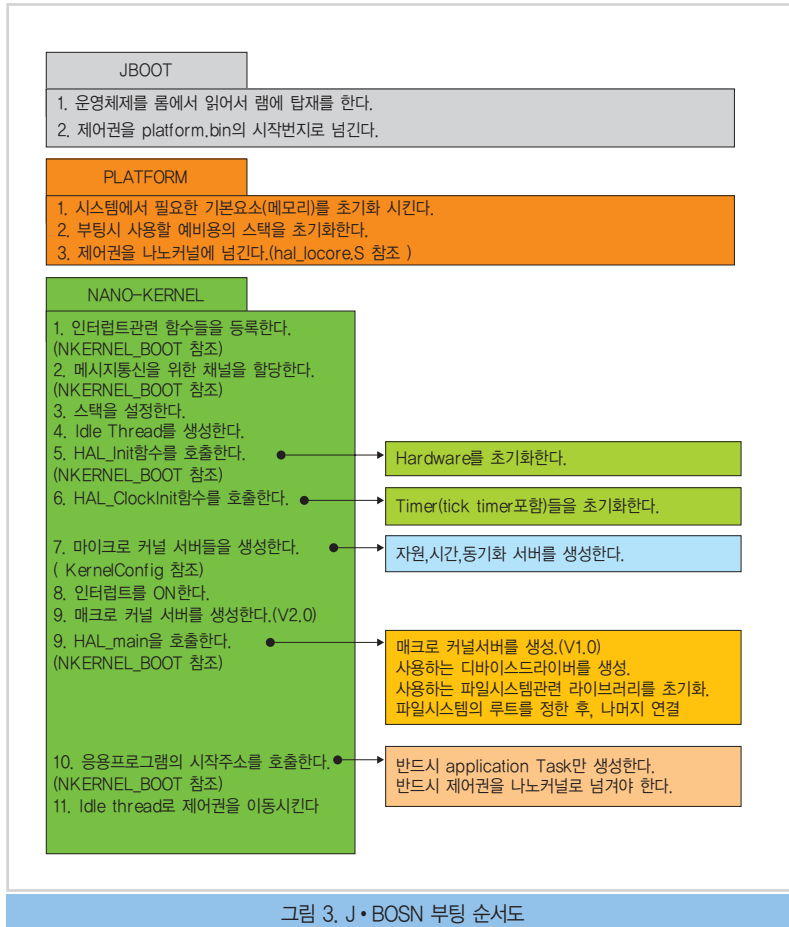 JBOOT
1. 운영체제를 롬에서 읽어서 램에 탑재를 한다.
2. 제어권을 platform.bin의 시작번지로 넘긴다.
PLATFORM
1. 시스템에서 필요한 기본요소(메모리)를 초기화 시킨다.
2. 부팅시 사용할 예비용의 스택을 초기화한다.
3. 제어권을 나노커널에 넘긴다.(hal_locore.S 참조 )
NANO-KERNEL
1. 인터럽트관련 함수들을 등록한다.
(NKERNEL_BOOT 참조)
2. 메시지통신을 위한 채널을 할당한다.
(NKERNEL_BOOT 참조)
3. 스택을 설정한다.
4. Idle Thread를 생성한다.
5. HAL_Init함수를 호출한다.
(NKERNEL_BOOT 참조)
Hardware를 초기화한다.
6. HAL_ClockInit함수를 호출한다.
Timer(tick timer포함)들을 초기화한다.
7. 마이크로 커널 서버들을 생성한다.
( KernelConfig 참조)
자원,시간,동기화 서버를 생성한다.
8. 인터럽트를 ON한다.
9. 매크로 커널 서버를 생성한다.(V2.0)
9. HAL_main을 호출한다.
(NKERNEL_BOOT 참조)
매크로 커널서버를 생성.(V1.0)
사용하는 디바이스드라이버를 생성.
사용하는 파일시스템관련 라이브러리를 초기화.
파일시스템의 루트를 정한 후, 나머지 연결
10. 응용프로그램의 시작주소를 호출한다.
(NKERNEL_BOOT 참조)
반드시 application Task만 생성한다.
반드시 제어권을 나노커널로 넘겨야 한다.
11. Idle thread로 제어권을 이동시킨다
그림 3. J•BOSN 부팅 순서도